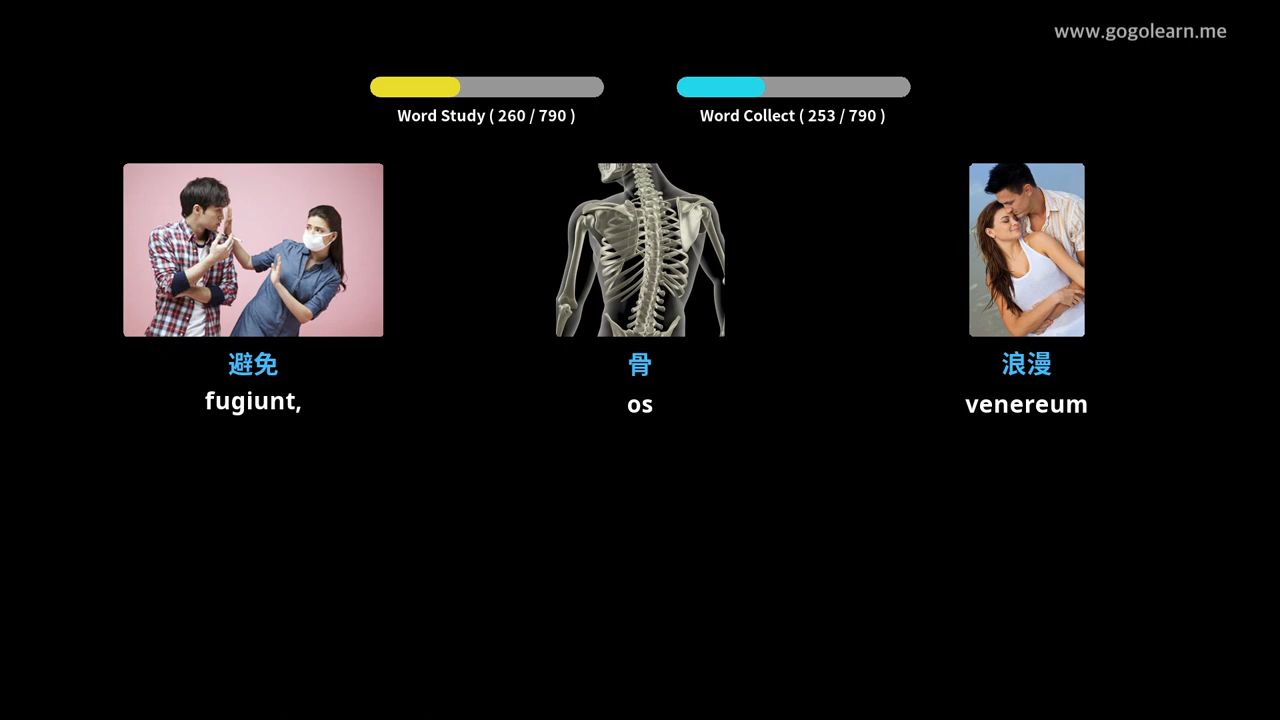 www.gogolearn.me
Word Study ( 260 / 790 )
Word Collect ( 253 / 790 )
避免
骨
浪漫
fugiunt,
os
venereum